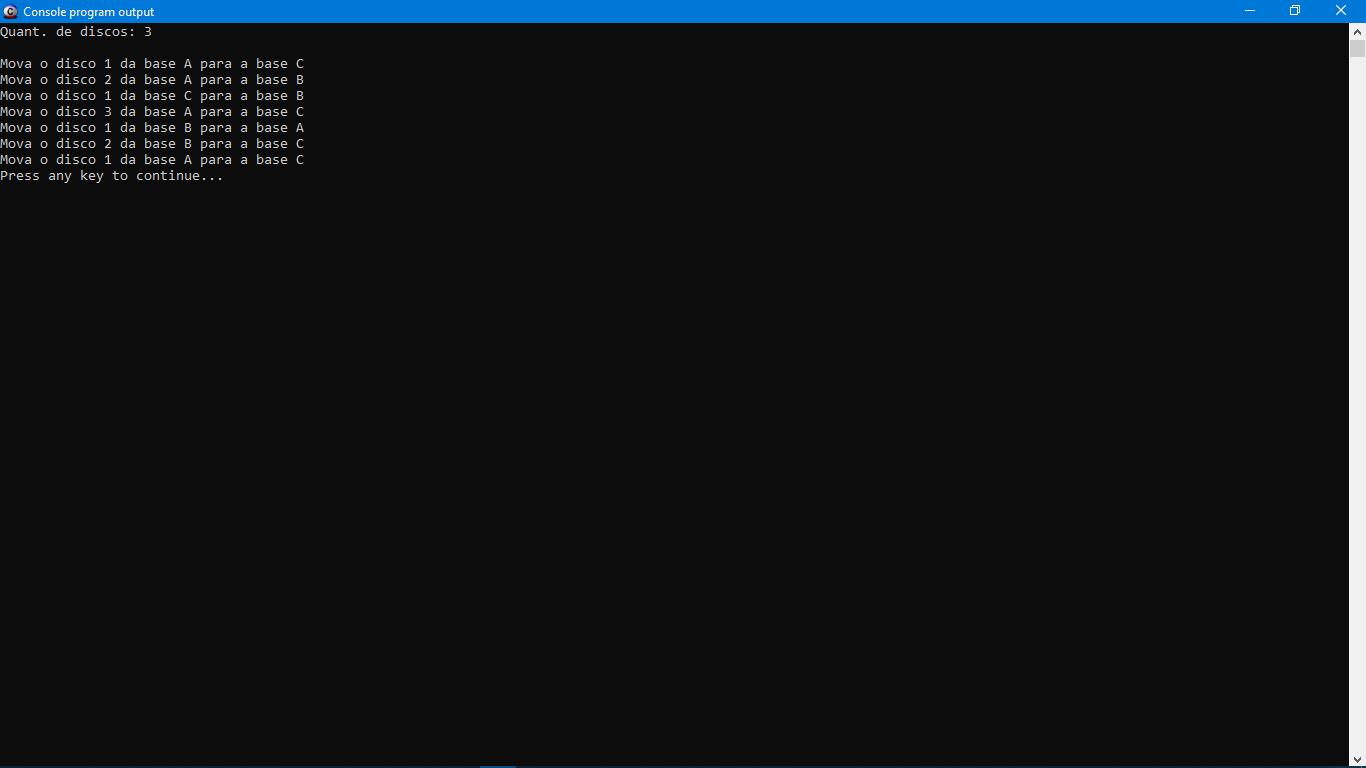 Console program output
Quant. de discos: 3
Mova o disco 1 da base A para a base C
Mova o disco 2 da base A para a base B
Mova o disco 1 da base C para a base B
Mova o disco 3 da base A para a base C
Mova o disco 1 da base B para a base A
Mova o disco 2 da base B para a base C
Mova o disco 1 da base A para a base C
Press any key to continue...